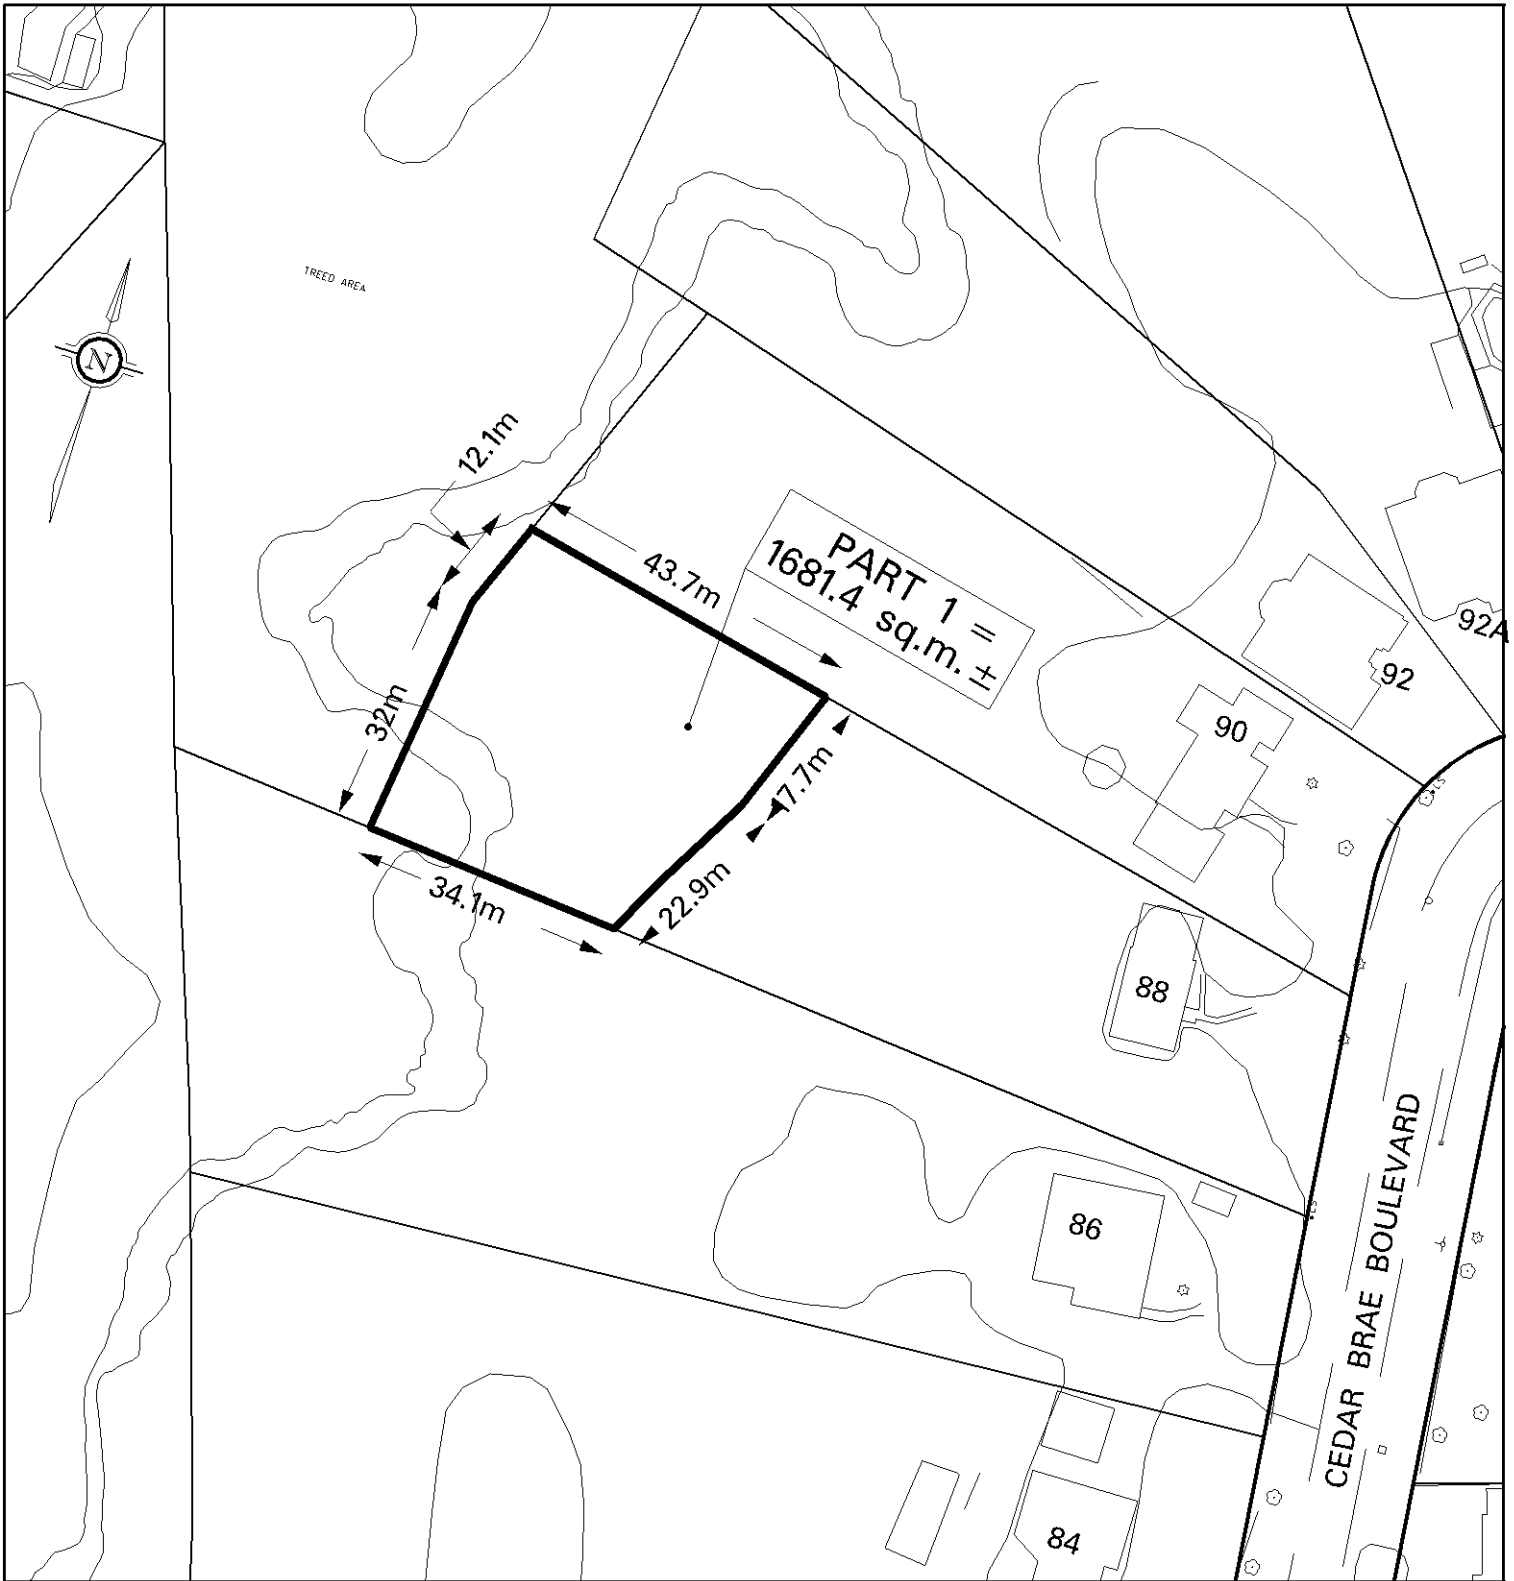 TREED AREA
N
12.1m
43.7m
PART 1 =
1681.4 sq.m. ±
92A
92
32m
90
17.7m
34.1m
22.9m
88
86
CEDAR BRAE BOULEVARD
84